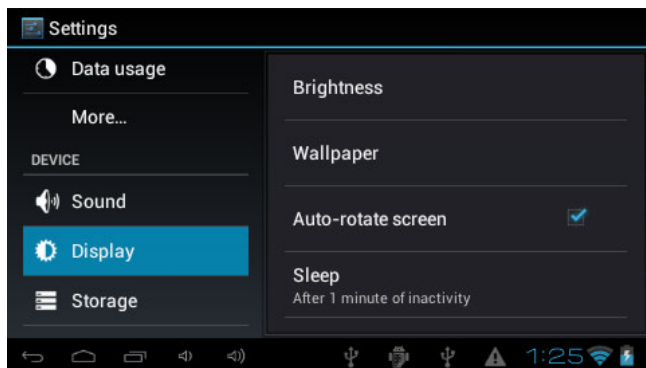 Settings
Data usage
More...
DEVICE
Sound
Display
Storage
Brightness
Wallpaper
Auto-rotate screen
Sleep
After 1 minute of inactivity
1:25